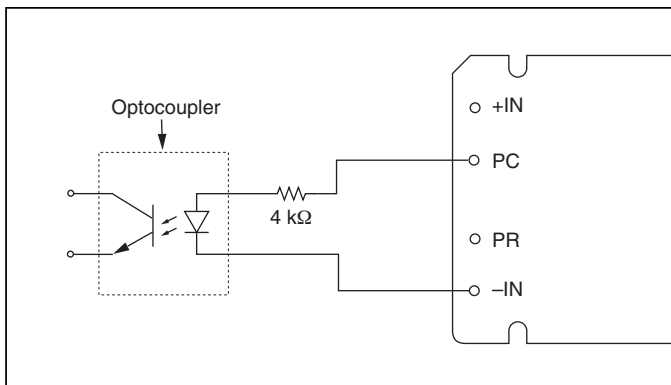 Optocoupler
4 kΩ
+IN
PC
PR
–IN